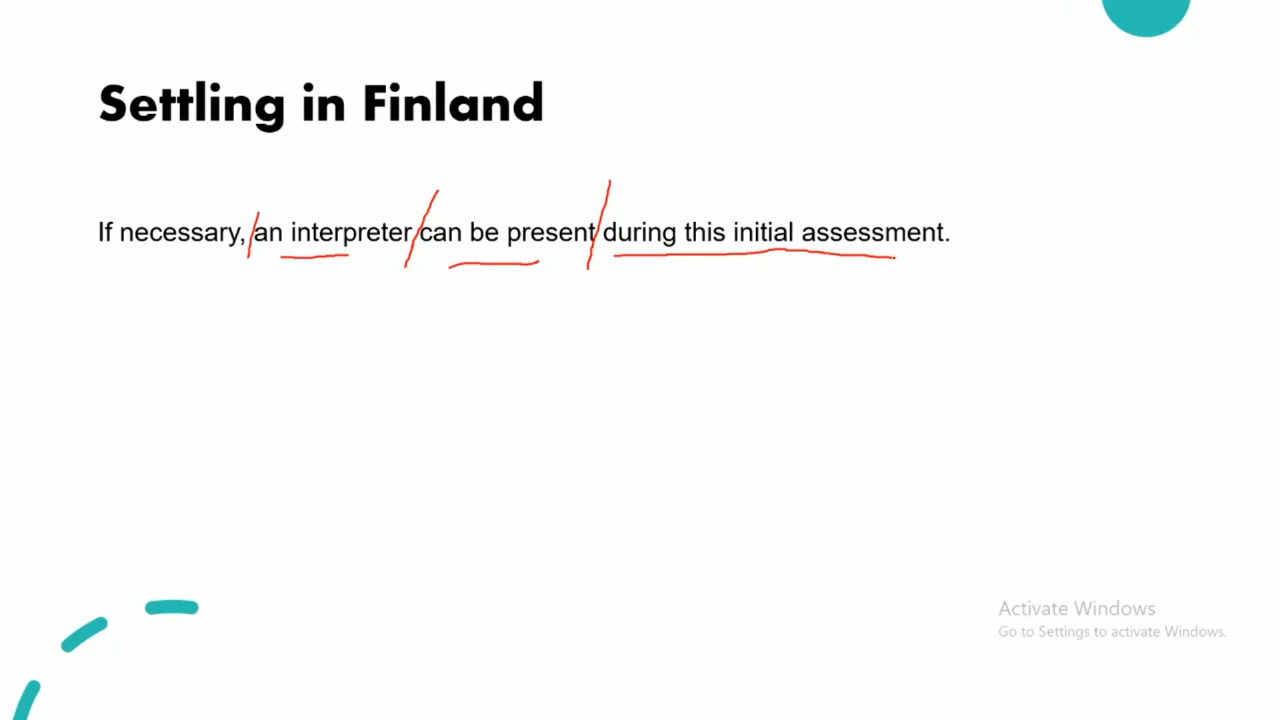 Settling in Finland
If necessary, an interpreter can be present during this initial assessment.
Activate Windows
Go to Settings to activate Windows.